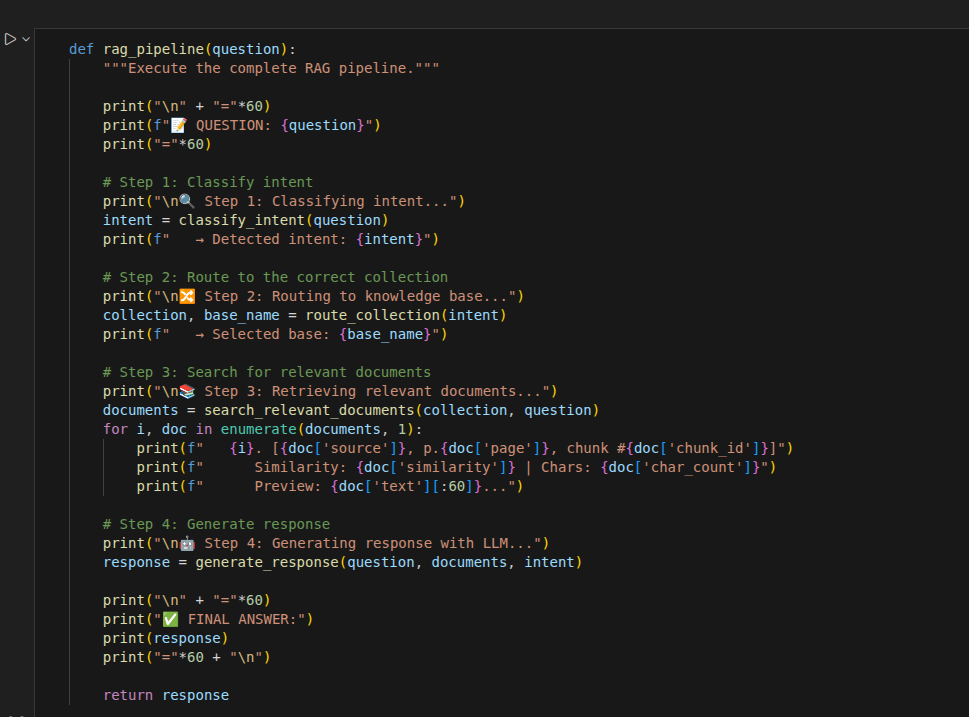 def rag_pipeline(question):
    """Execute the complete RAG pipeline."""

    print("\n" + "="*60)
    print(f"📝 QUESTION: {question}")
    print("="*60)

    # Step 1: Classify intent
    print("\n🔍 Step 1: Classifying intent...")
    intent = classify_intent(question)
    print(f"   → Detected intent: {intent}")

    # Step 2: Route to the correct collection
    print("\n🔀 Step 2: Routing to knowledge base...")
    collection, base_name = route_collection(intent)
    print(f"   → Selected base: {base_name}")

    # Step 3: Search for relevant documents
    print("\n📚 Step 3: Retrieving relevant documents...")
    documents = search_relevant_documents(collection, question)
    for i, doc in enumerate(documents, 1):
        print(f"   {i}. [{doc['source']}, p.{doc['page']}, chunk #{doc['chunk_id']}]")
        print(f"      Similarity: {doc['similarity']} | Chars: {doc['char_count']}")
        print(f"      Preview: {doc['text'][:60]}...")

    # Step 4: Generate response
    print("\n🤖 Step 4: Generating response with LLM...")
    response = generate_response(question, documents, intent)

    print("\n" + "="*60)
    print("✅ FINAL ANSWER:")
    print(response)
    print("="*60 + "\n")

    return response